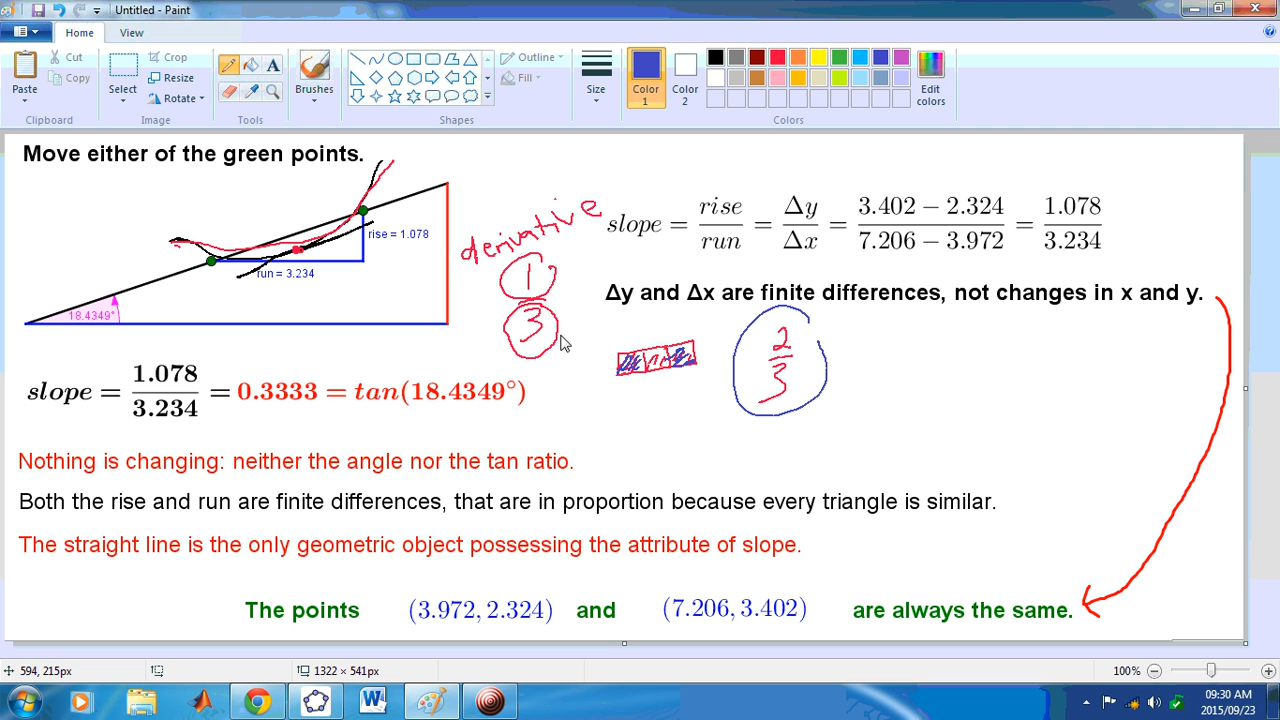 Untitled - Paint
Home View
Paste Cut Copy Select Crop Resize Rotate Brushes Outline Fill Size Color 1 Color 2 Edit colors
Clipboard Image Tools Shapes Colors
Move either of the green points.
rise = 1.078
run = 3.234
18.4349°
derivative
1
3
slope = rise/run = Δy/Δx = 3.402 − 2.324/7.206 − 3.972 = 1.078/3.234
Δy and Δx are finite differences, not changes in x and y.
2
3
slope = 1.078/3.234 = 0.3333 = tan(18.4349°)
Nothing is changing: neither the angle nor the tan ratio.
Both the rise and run are finite differences, that are in proportion because every triangle is similar.
The straight line is the only geometric object possessing the attribute of slope.
The points (3.972, 2.324) and (7.206, 3.402) are always the same.
594, 215px 1322 × 541px 100%
09:30 AM
2015/09/23